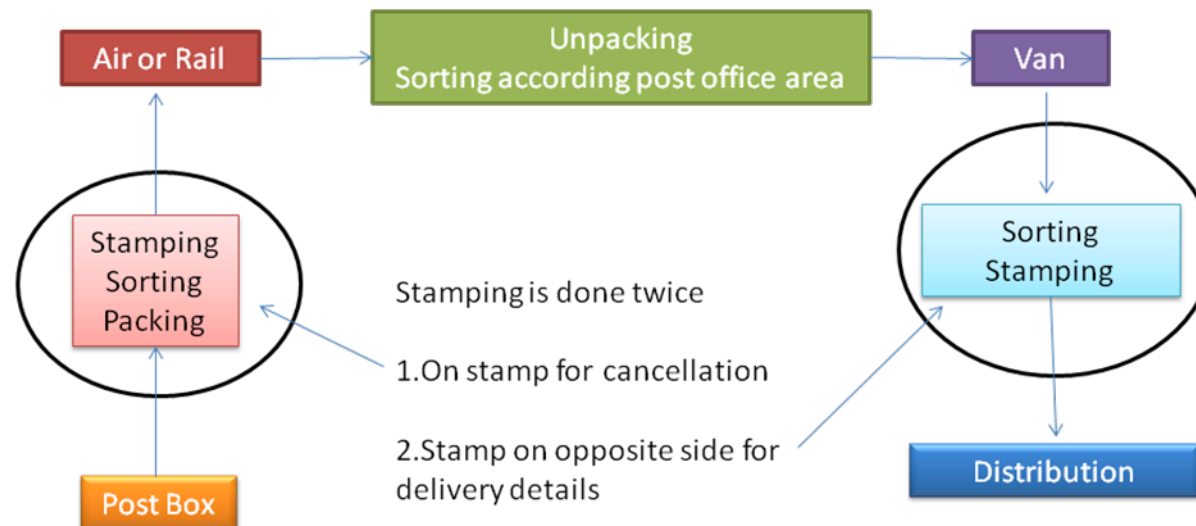 Air or Rail
Unpacking
Sorting according post office area
Van
Stamping
Sorting
Packing
Sorting
Stamping
Stamping is done twice
1.On stamp for cancellation
2.Stamp on opposite side for
delivery details
Post Box
Distribution